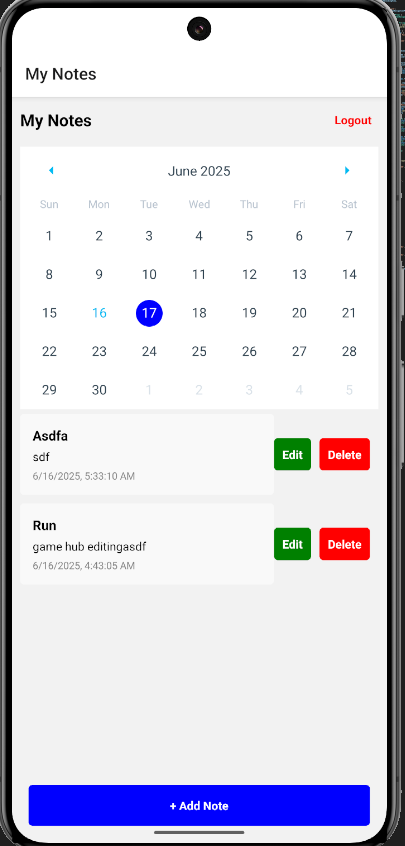 My Notes
My Notes Logout
June 2025
Sun Mon Tue Wed Thu Fri Sat
1 2 3 4 5 6 7
8 9 10 11 12 13 14
15 16 17 18 19 20 21
22 23 24 25 26 27 28
29 30 1 2 3 4 5
Asdfa
sdf
6/16/2025, 5:33:10 AM
Edit Delete
Run
game hub editingasdf
6/16/2025, 4:43:05 AM
Edit Delete
+ Add Note